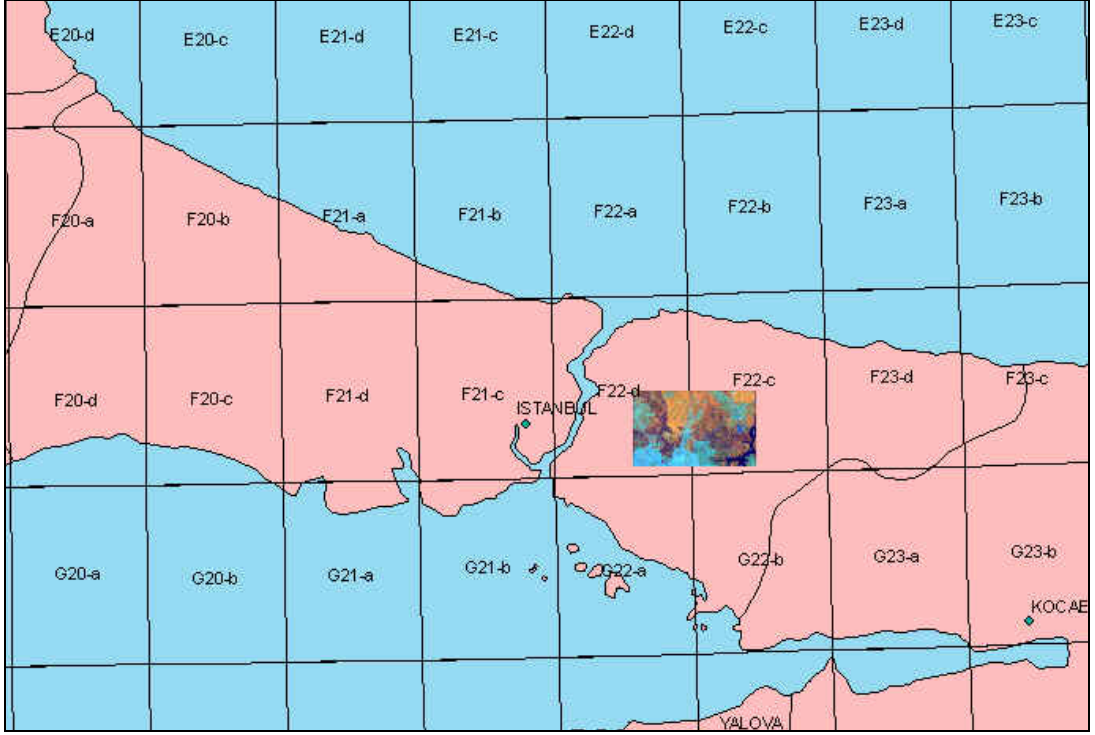 E20-d
E20-c
E21-d
E21-c
E22-d
E22-c
E23-d
E23-c
F20-a
F20-b
F21-a
F21-b
F22-a
F22-b
F23-a
F23-b
F20-d
F20-c
F21-d
F21-c
F22-d
F22-c
F23-d
F23-c
ISTANBUL
G20-a
G20-b
G21-a
G21-b
G22-a
G22-b
G23-a
G23-b
KOCAE
YALOVA